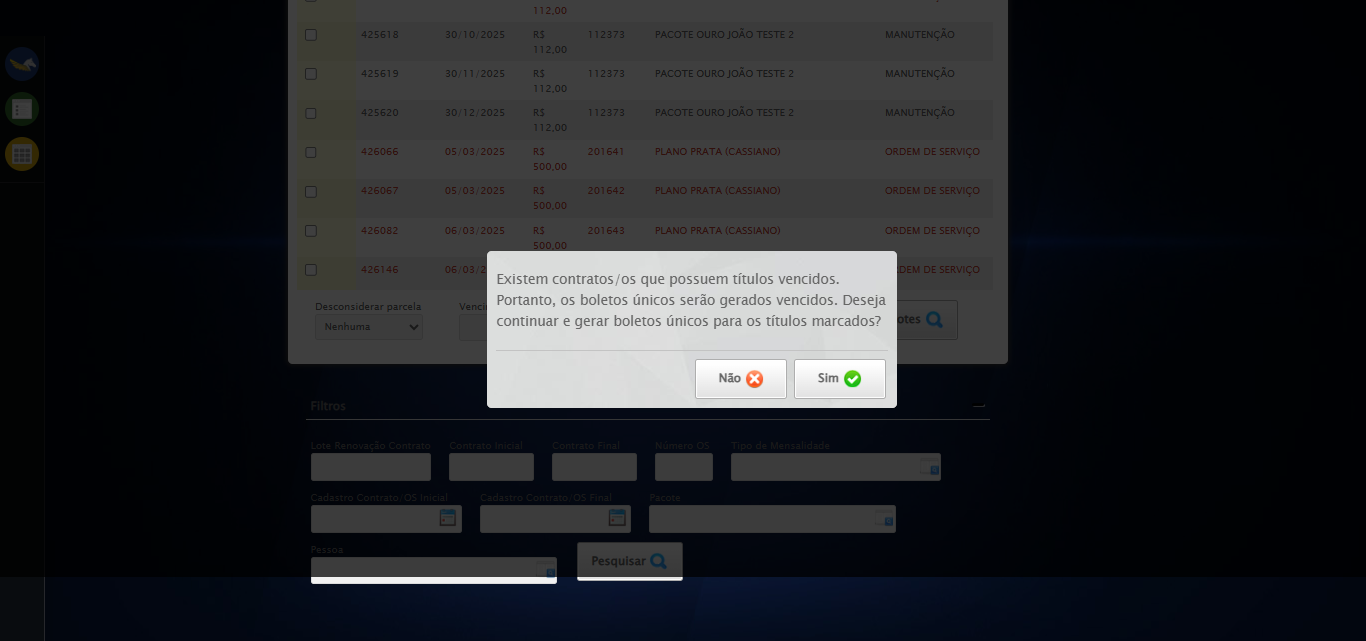 112,00
425618 30/10/2025 R$ 112373 PACOTE OURO JOÃO TESTE 2 MANUTENÇÃO
112,00
425619 30/11/2025 R$ 112373 PACOTE OURO JOÃO TESTE 2 MANUTENÇÃO
112,00
425620 30/12/2025 R$ 112373 PACOTE OURO JOÃO TESTE 2 MANUTENÇÃO
112,00
426066 05/03/2025 R$ 201641 PLANO PRATA (CASSIANO) ORDEM DE SERVIÇO
500,00
426067 05/03/2025 R$ 201642 PLANO PRATA (CASSIANO) ORDEM DE SERVIÇO
500,00
426082 06/03/2025 R$ 201643 PLANO PRATA (CASSIANO) ORDEM DE SERVIÇO
500,00
426146 06/03/2 DEM DE SERVIÇO
Existem contratos/os que possuem títulos vencidos.
Portanto, os boletos únicos serão gerados vencidos. Deseja
continuar e gerar boletos únicos para os títulos marcados?
Não Sim
Desconsiderar parcela Venci
Nenhuma otes
Filtros
Lote Renovação Contrato Contrato Inicial Contrato Final Número OS Tipo de Mensalidade
Cadastro Contrato/OS Inicial Cadastro Contrato/OS Final Pacote
Pessoa
Pesquisar